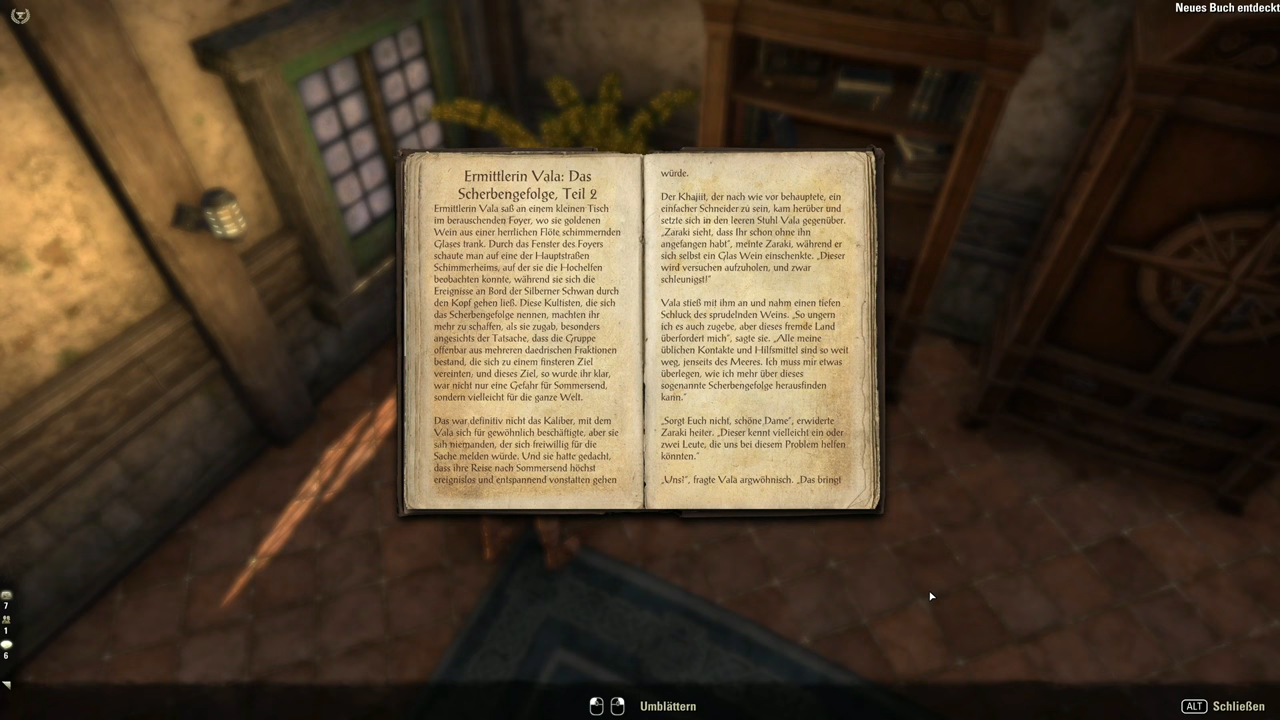 Neues Buch entdeckt
Ermittlerin Vala: Das
Scherbengefolge, Teil 2
Ermittlerin Vala saß an einem kleinen Tisch
im berauschenden Foyer, wo sie goldenen
Wein aus einer herrlichen Flöte schimmernden
Glases trank. Durch das Fenster des Foyers
schaute man auf eine der Hauptstraßen
Schimmerheims, auf der sie die Hochelfen
beobachten konnte, während sie sich die
Ereignisse an Bord der Silberner Schwan durch
den Kopf gehen ließ. Diese Kultisten, die sich
das Scherbengefolge nennen, machten ihr
mehr zu schaffen, als sie zugab, besonders
angesichts der Tatsache, dass die Gruppe
offenbar aus mehreren daedrischen Fraktionen
bestand, die sich zu einem finsteren Ziel
vereinten, und dieses Ziel, so wurde ihr klar,
war nicht nur eine Gefahr für Sommersend,
sondern vielleicht für die ganze Welt.
Das war definitiv nicht das Kaliber, mit dem
Vala sich für gewöhnlich beschäftigte, aber sie
sah niemanden, der sich freiwillig für die
Sache melden würde. Und sie hatte gedacht,
dass ihre Reise nach Sommersend höchst
ereignislos und entspannend vonstatten gehen
würde.
Der Khajiit, der nach wie vor behauptete, ein
einfacher Schneider zu sein, kam herüber und
setzte sich in den leeren Stuhl Vala gegenüber.
„Zaraki sieht, dass Ihr schon ohne ihn
angefangen habt“, meinte Zaraki, während er
sich selbst ein Glas Wein einschenkte. „Dieser
wird versuchen aufzuholen, und zwar
schleunigst!“
Vala stieß mit ihm an und nahm einen tiefen
Schluck des sprudelnden Weins. „So ungern
ich es auch zugebe, aber dieses fremde Land
überfordert mich“, sagte sie. „Alle meine
üblichen Kontakte und Hilfsmittel sind so weit
weg, jenseits des Meeres. Ich muss mir etwas
überlegen, wie ich mehr über dieses
sogenannte Scherbengefolge herausfinden
kann.“
„Sorgt Euch nicht, schöne Dame“, erwiderte
Zaraki heiter. „Dieser kennt vielleicht ein oder
zwei Leute, die uns bei diesem Problem helfen
könnten.“
„Uns?“, fragte Vala argwöhnisch. „Das bringt
7
1
6
Umblättern
ALT Schließen